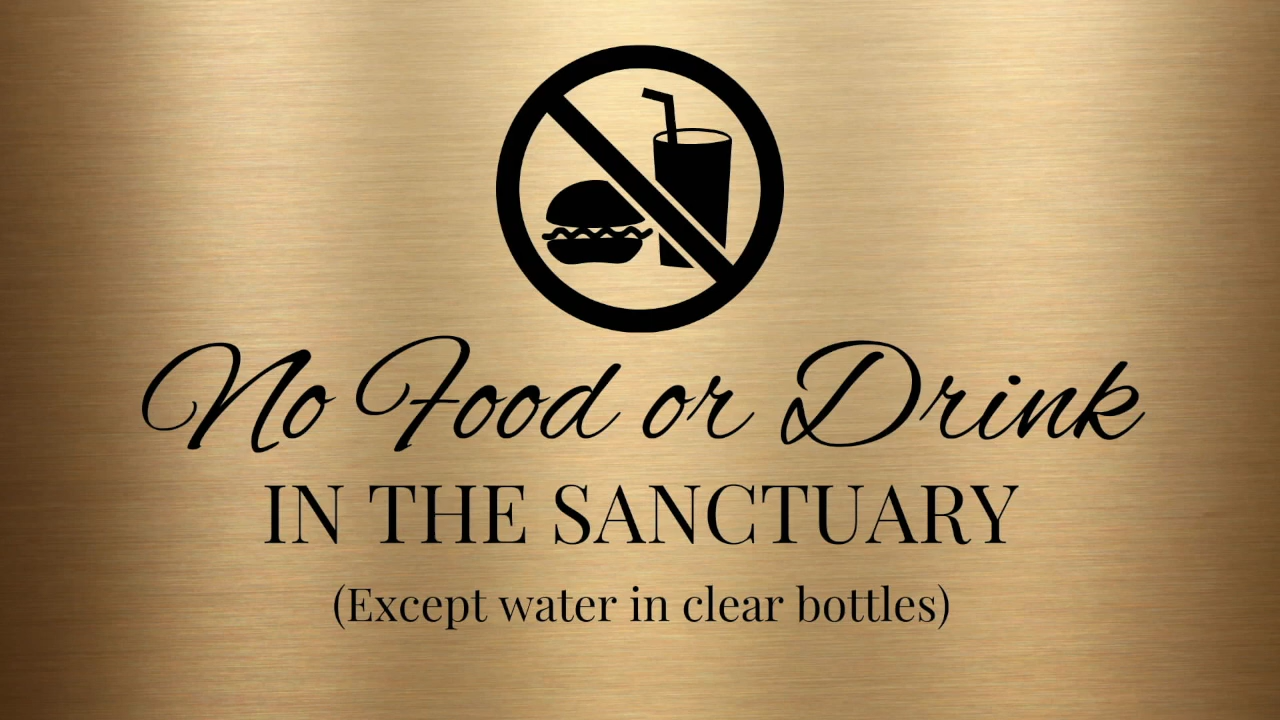 No Food or Drink
IN THE SANCTUARY
(Except water in clear bottles)